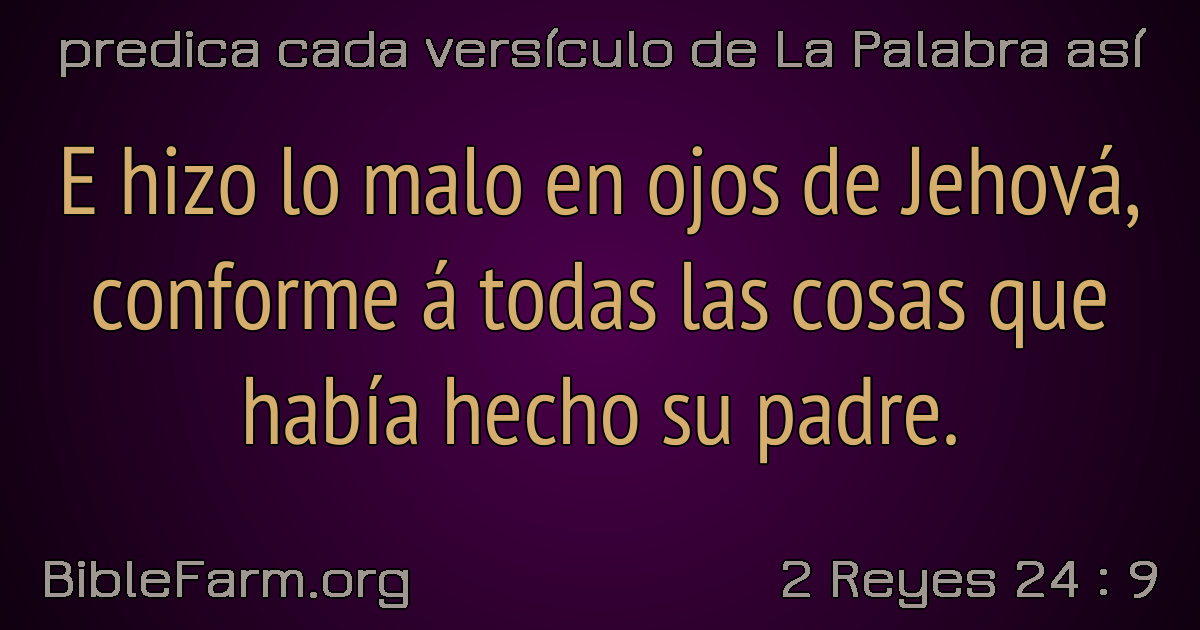 predica cada versículo de La Palabra así
E hizo lo malo en ojos de Jehová,
conforme á todas las cosas que
había hecho su padre.
BibleFarm.org
2 Reyes 24 : 9